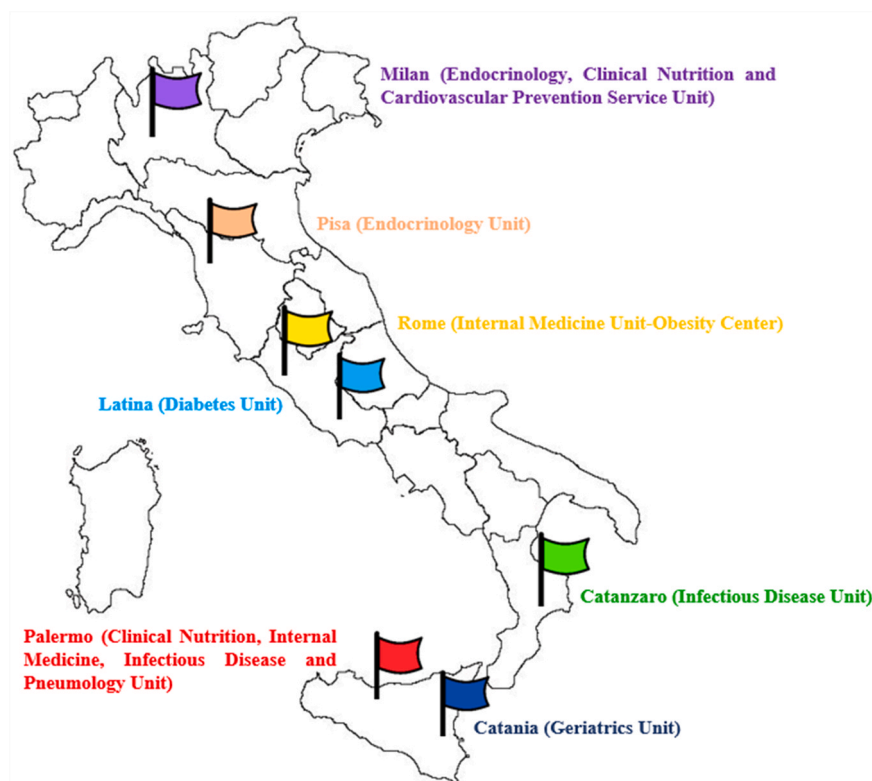 Milan (Endocrinology, Clinical Nutrition and
Cardiovascular Prevention Service Unit)
Pisa (Endocrinology Unit)
Rome (Internal Medicine Unit-Obesity Center)
Latina (Diabetes Unit)
Catanzaro (Infectious Disease Unit)
Palermo (Clinical Nutrition, Internal
Medicine, Infectious Disease and
Pneumology Unit)
Catania (Geriatrics Unit)